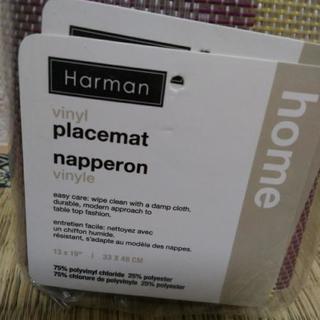 Harman
home
vinyl
placemat
napperon
vinyle
easy care: wipe clean with a damp cloth.
durable, modern approach to
table top fashion.
entretien facile: nettoyez avec
un chiffon humide.
résistant, s'adapte au modèle des nappes.
13 x 19" | 33 X 48 CM
75% polyvinyl chloride 25% polyester
75% chlorure de polyvinyle 25% polyester